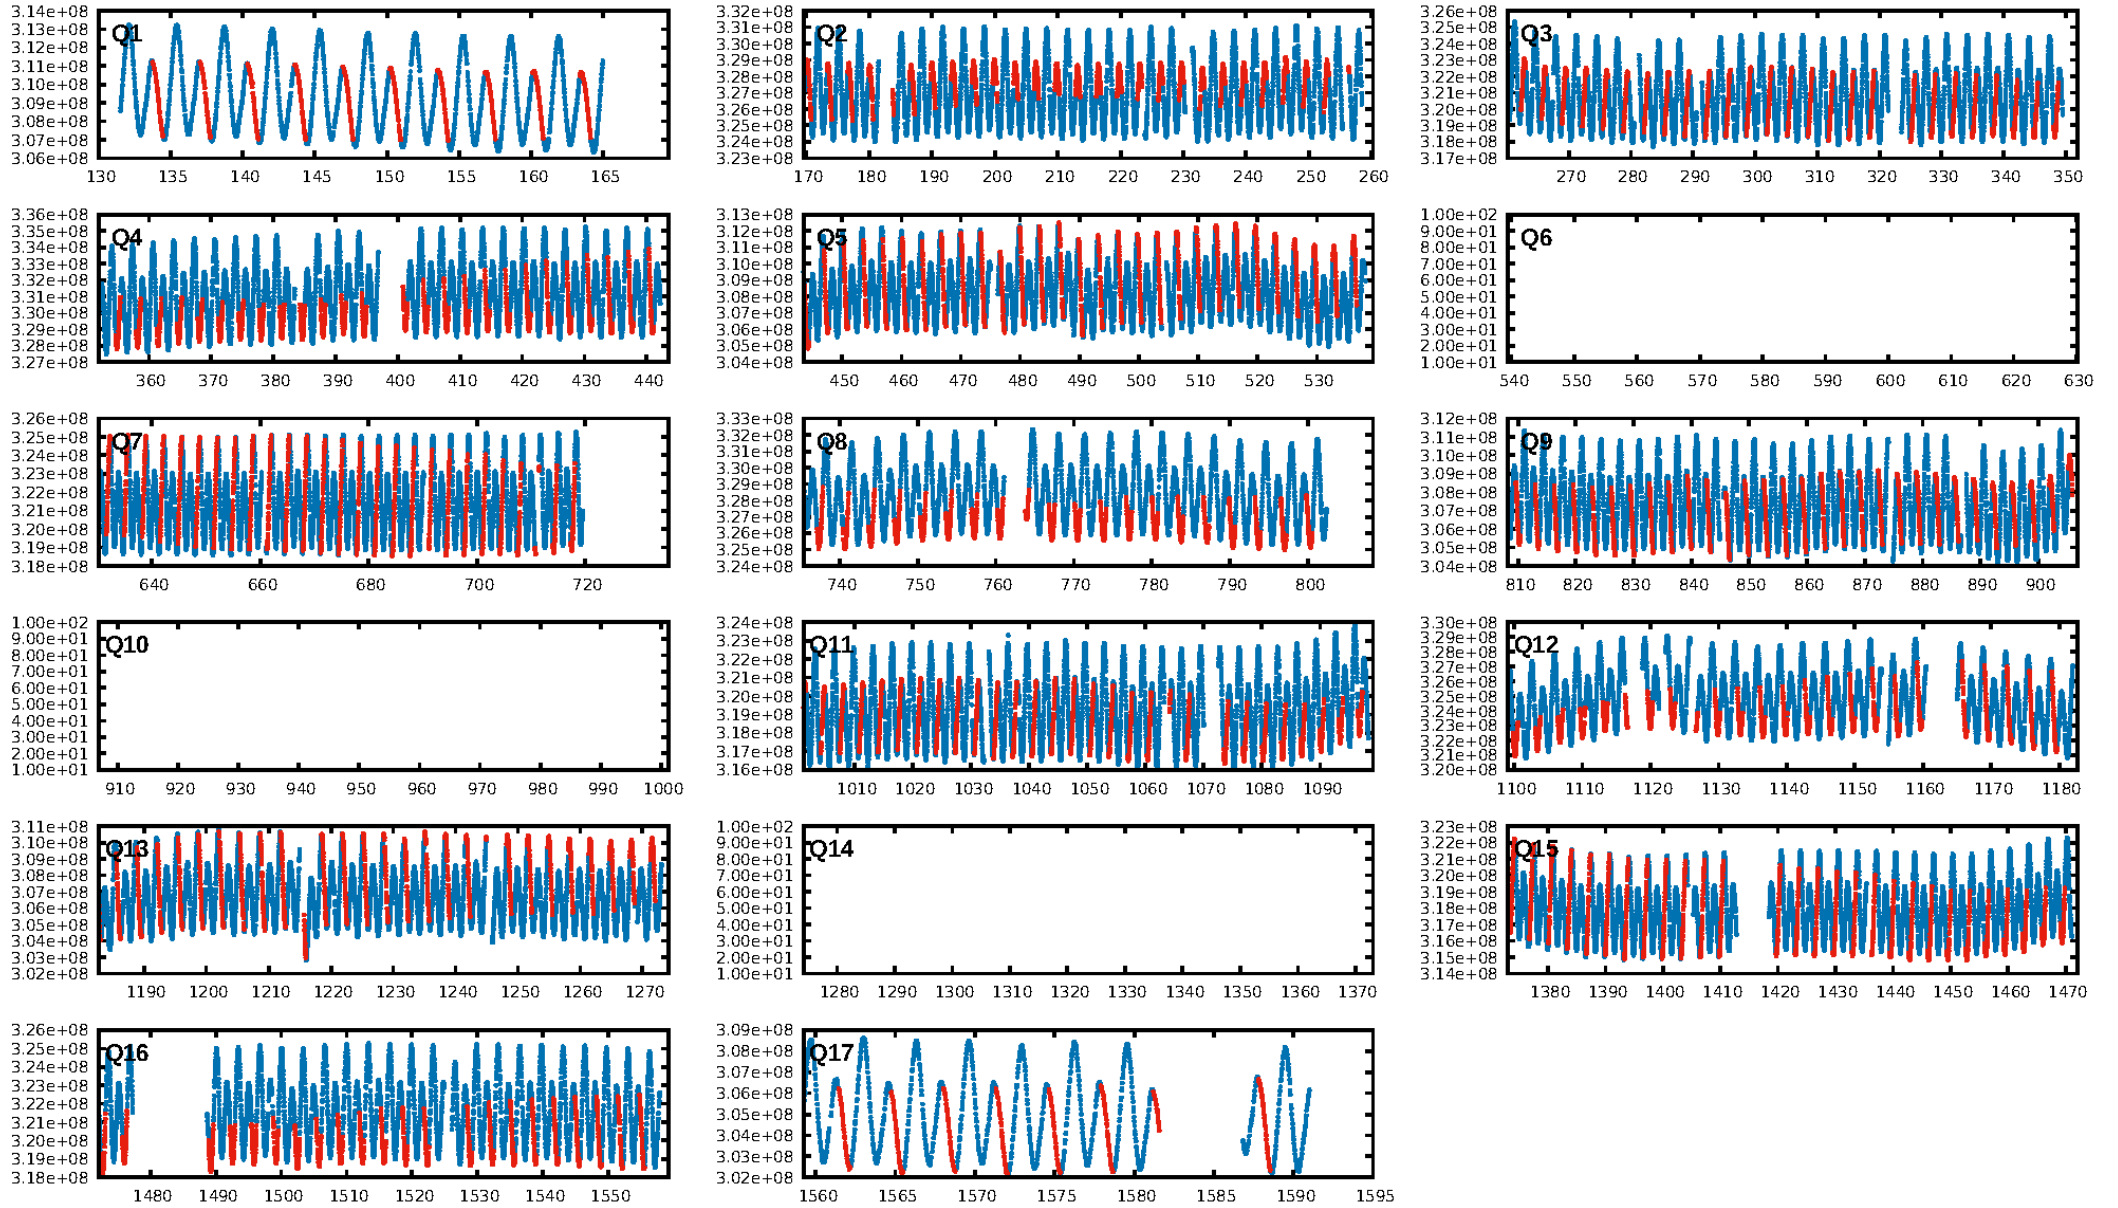 Q1
3.14e+08
3.13e+08
3.12e+08
3.11e+08
3.10e+08
3.09e+08
3.08e+08
3.07e+08
3.06e+08
130 135 140 145 150 155 160 165
Q2
3.32e+08
3.31e+08
3.30e+08
3.29e+08
3.28e+08
3.27e+08
3.26e+08
3.25e+08
3.24e+08
3.23e+08
170 180 190 200 210 220 230 240 250 260
Q3
3.26e+08
3.25e+08
3.24e+08
3.23e+08
3.22e+08
3.21e+08
3.20e+08
3.19e+08
3.18e+08
3.17e+08
270 280 290 300 310 320 330 340 350
Q4
3.36e+08
3.35e+08
3.34e+08
3.33e+08
3.32e+08
3.31e+08
3.30e+08
3.29e+08
3.28e+08
3.27e+08
360 370 380 390 400 410 420 430 440
Q5
3.13e+08
3.12e+08
3.11e+08
3.10e+08
3.09e+08
3.08e+08
3.07e+08
3.06e+08
3.05e+08
3.04e+08
450 460 470 480 490 500 510 520 530
Q6
1.00e+02
9.00e+01
8.00e+01
7.00e+01
6.00e+01
5.00e+01
4.00e+01
3.00e+01
2.00e+01
1.00e+01
540 550 560 570 580 590 600 610 620 630
Q7
3.26e+08
3.25e+08
3.24e+08
3.23e+08
3.22e+08
3.21e+08
3.20e+08
3.19e+08
3.18e+08
640 660 680 700 720
Q8
3.33e+08
3.32e+08
3.31e+08
3.30e+08
3.29e+08
3.28e+08
3.27e+08
3.26e+08
3.25e+08
3.24e+08
740 750 760 770 780 790 800
Q9
3.12e+08
3.11e+08
3.10e+08
3.09e+08
3.08e+08
3.07e+08
3.06e+08
3.05e+08
3.04e+08
810 820 830 840 850 860 870 880 890 900
Q10
1.00e+02
9.00e+01
8.00e+01
7.00e+01
6.00e+01
5.00e+01
4.00e+01
3.00e+01
2.00e+01
1.00e+01
910 920 930 940 950 960 970 980 990 1000
Q11
3.24e+08
3.23e+08
3.22e+08
3.21e+08
3.20e+08
3.19e+08
3.18e+08
3.17e+08
3.16e+08
1010 1020 1030 1040 1050 1060 1070 1080 1090
Q12
3.30e+08
3.29e+08
3.28e+08
3.27e+08
3.26e+08
3.25e+08
3.24e+08
3.23e+08
3.22e+08
3.21e+08
3.20e+08
1100 1110 1120 1130 1140 1150 1160 1170 1180
Q13
3.11e+08
3.10e+08
3.09e+08
3.08e+08
3.07e+08
3.06e+08
3.05e+08
3.04e+08
3.03e+08
3.02e+08
1190 1200 1210 1220 1230 1240 1250 1260 1270
Q14
1.00e+02
9.00e+01
8.00e+01
7.00e+01
6.00e+01
5.00e+01
4.00e+01
3.00e+01
2.00e+01
1.00e+01
1280 1290 1300 1310 1320 1330 1340 1350 1360 1370
Q15
3.23e+08
3.22e+08
3.21e+08
3.20e+08
3.19e+08
3.18e+08
3.17e+08
3.16e+08
3.15e+08
3.14e+08
1380 1390 1400 1410 1420 1430 1440 1450 1460 1470
Q16
3.26e+08
3.25e+08
3.24e+08
3.23e+08
3.22e+08
3.21e+08
3.20e+08
3.19e+08
3.18e+08
1480 1490 1500 1510 1520 1530 1540 1550
Q17
3.09e+08
3.08e+08
3.07e+08
3.06e+08
3.05e+08
3.04e+08
3.03e+08
3.02e+08
1560 1565 1570 1575 1580 1585 1590 1595